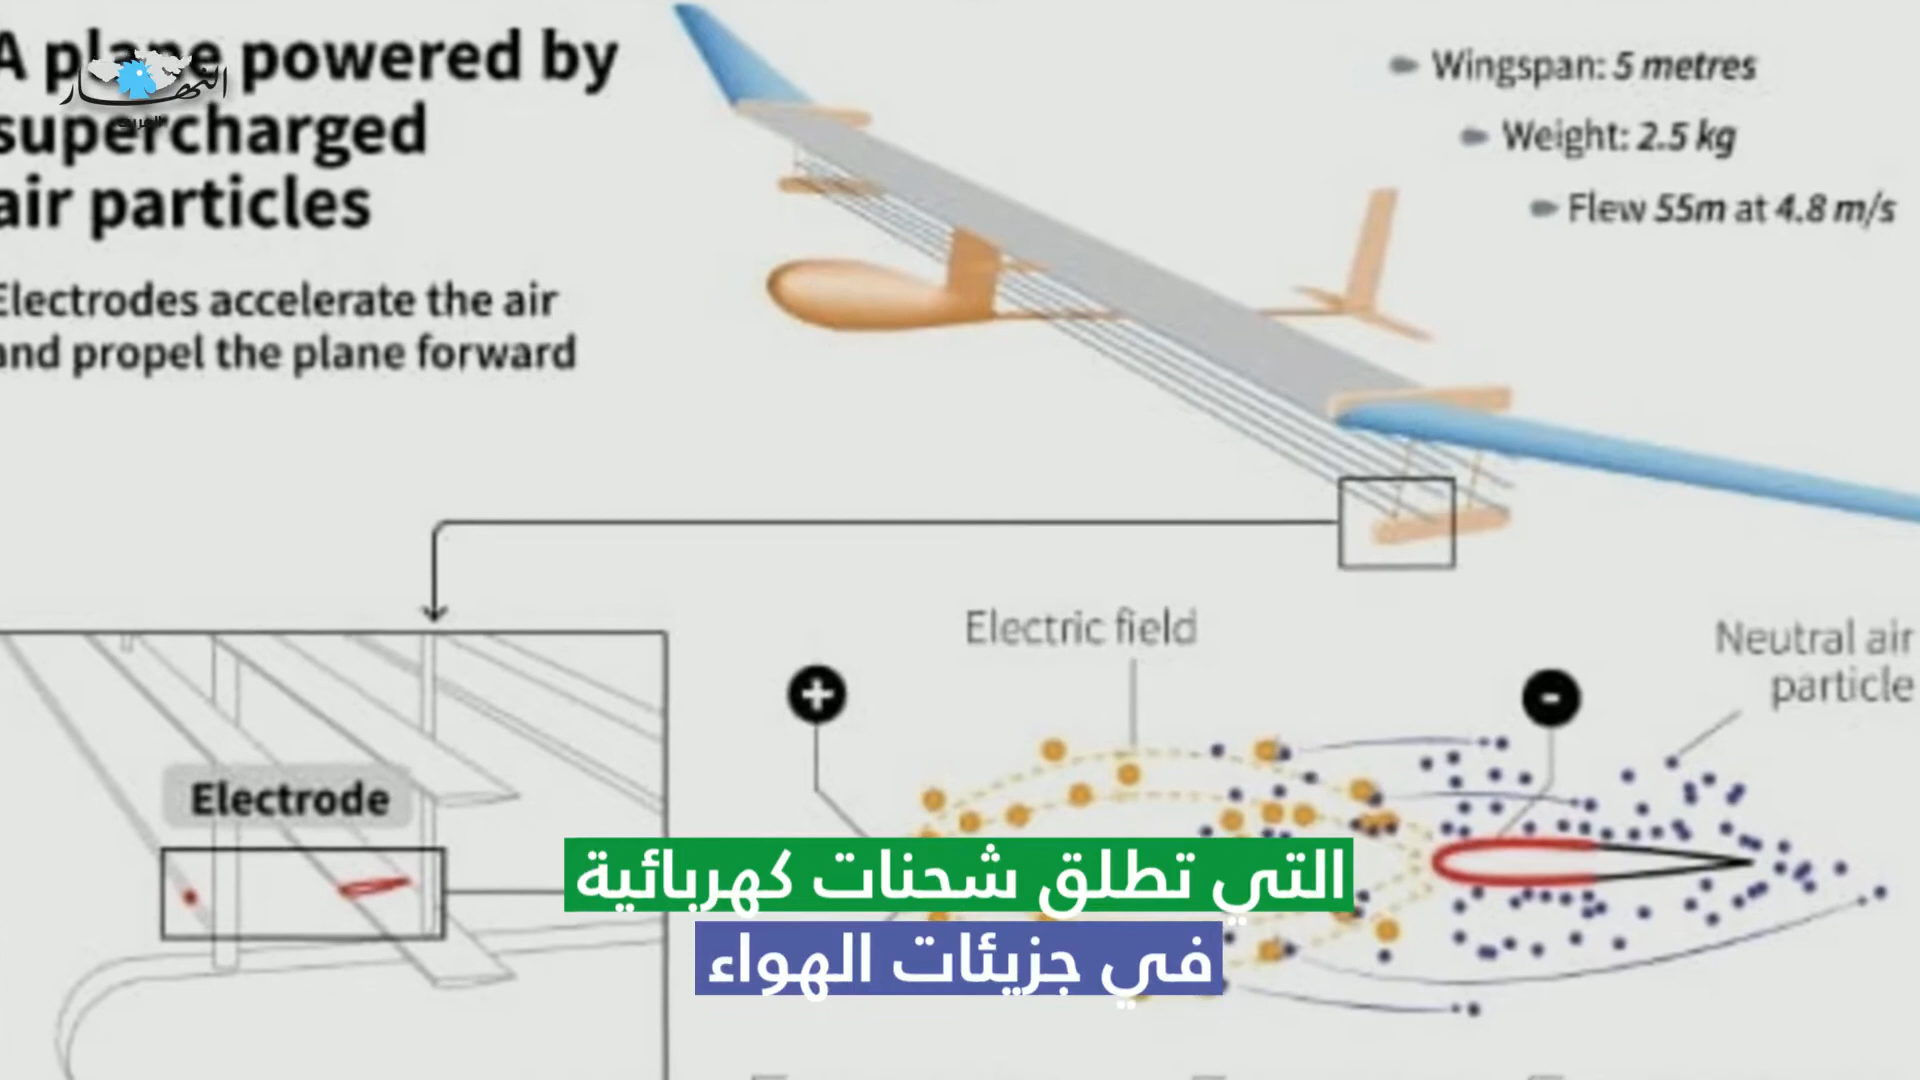 A plane powered by
supercharged
air particles
Electrodes accelerate the air
and propel the plane forward
النهار
العربي
Wingspan: 5 metres
Weight: 2.5 kg
Flew 55m at 4.8 m/s
Electric field
Neutral air
particle
+
-
Electrode
التي تطلق شحنات كهربائية
في جزيئات الهواء